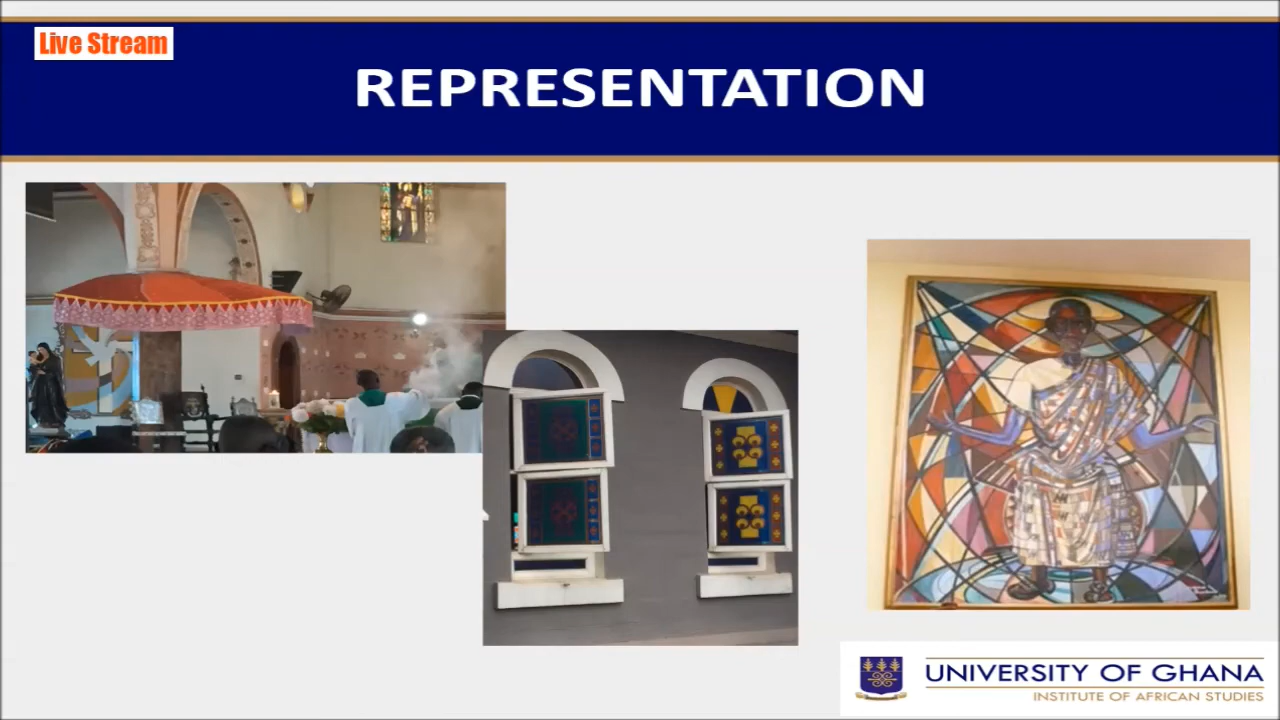 Live Stream
REPRESENTATION
UNIVERSITY OF GHANA
INSTITUTE OF AFRICAN STUDIES